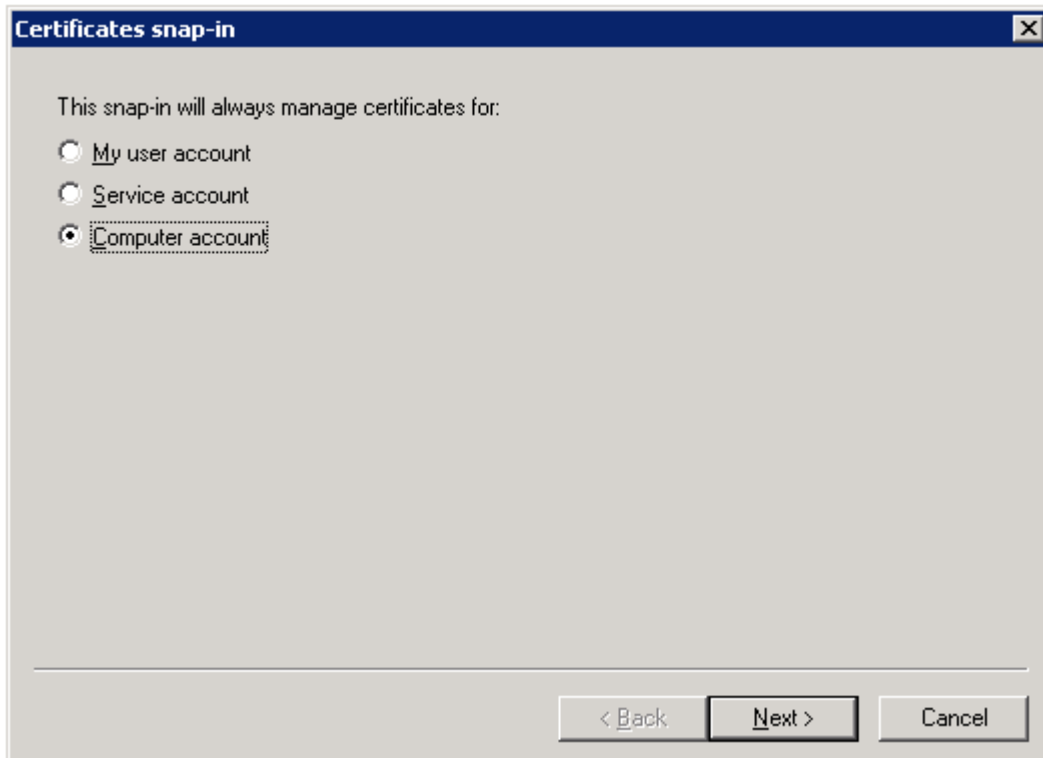 Certificates snap-in
This snap-in will always manage certificates for:
My user account
Service account
Computer account
< Back
Next >
Cancel